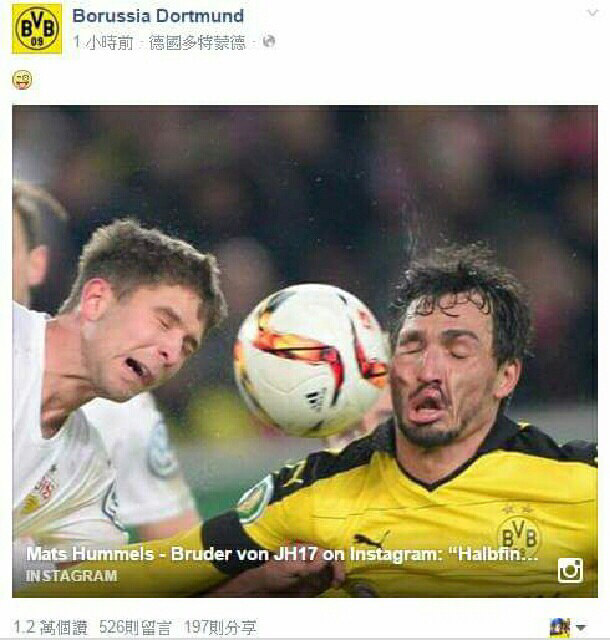 BVB
09
Borussia Dortmund
1 小時前 · 德國多特蒙德 ·
BVB
09
Mats Hummels - Bruder von JH17 on Instagram: “Halbfin...
INSTAGRAM
1.2 萬個讚 526則留言 197則分享